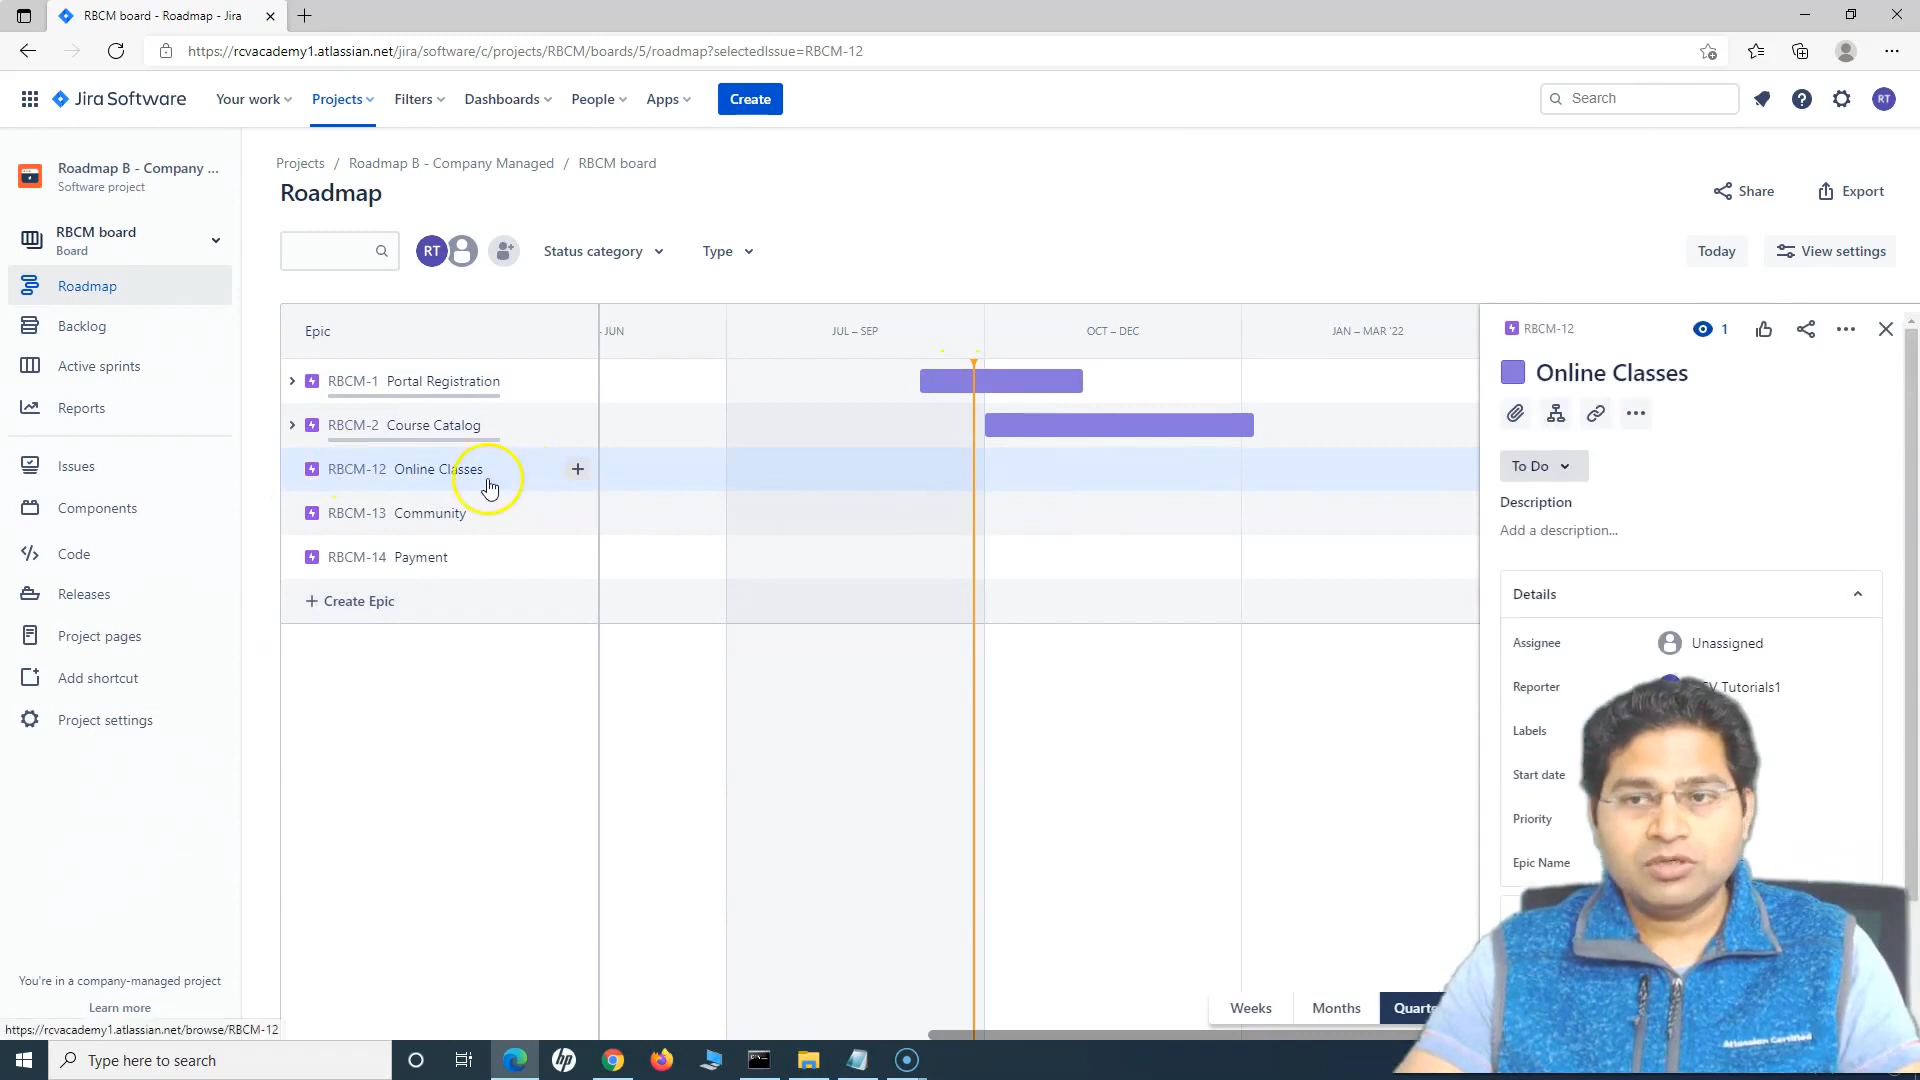 RBCM board - Roadmap - Jira
https://rcvacademy1.atlassian.net/jira/software/c/projects/RBCM/boards/5/roadmap?selectedIssue=RBCM-12
Jira Software
Your work
Projects
Filters
Dashboards
People
Apps
Create
Search
RT
Roadmap B - Company ...
Software project
RBCM board
Board
Roadmap
Backlog
Active sprints
Reports
Issues
Components
Code
Releases
Project pages
Add shortcut
Project settings
You're in a company-managed project
Learn more
https://rcvacademy1.atlassian.net/browse/RBCM-12
Projects / Roadmap B - Company Managed / RBCM board
Roadmap
Share
Export
RT
Status category
Type
Today
View settings
Epic
- JUN
JUL – SEP
OCT – DEC
JAN – MAR '22
RBCM-1 Portal Registration
RBCM-2 Course Catalog
RBCM-12 Online Classes
RBCM-13 Community
RBCM-14 Payment
+ Create Epic
Weeks
Months
RBCM-12
1
Online Classes
To Do
Description
Add a description...
Details
Assignee
Unassigned
Reporter
Tutorials1
Labels
Start date
Priority
Epic Name
Atlassian Certified
Type here to search
hp